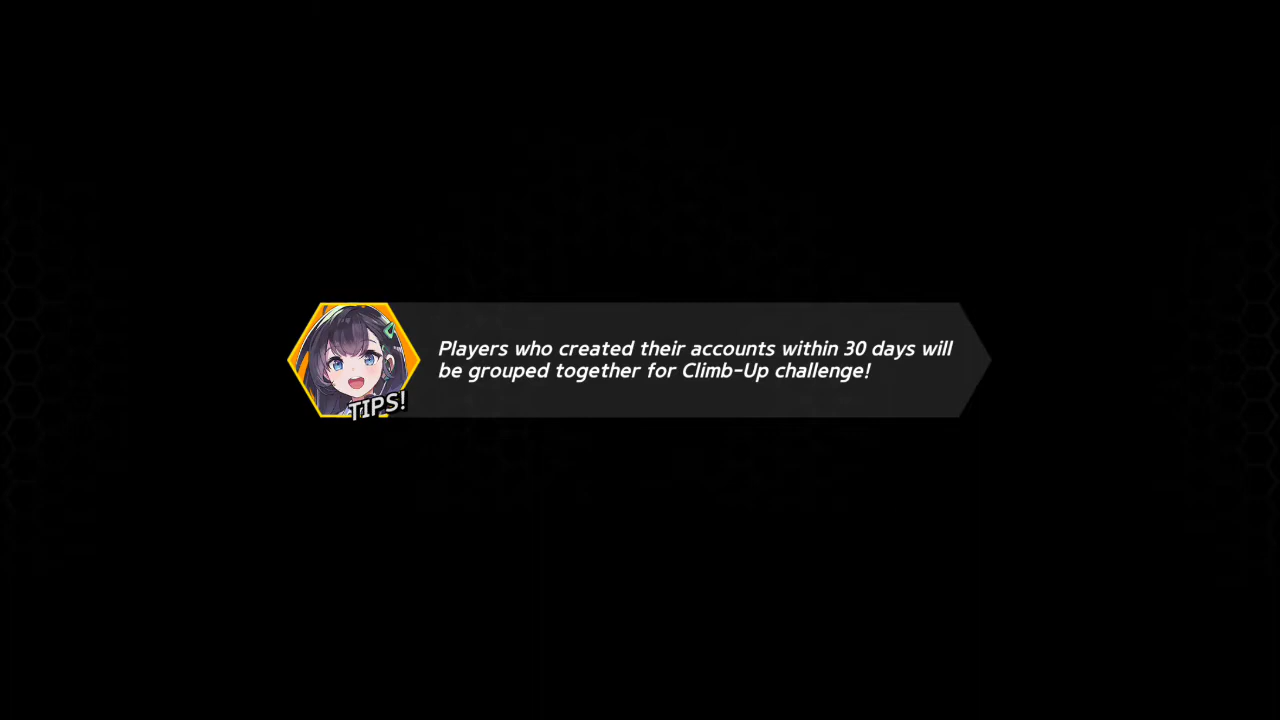 Players who created their accounts within 30 days will
be grouped together for Climb-Up challenge!
TIPS!